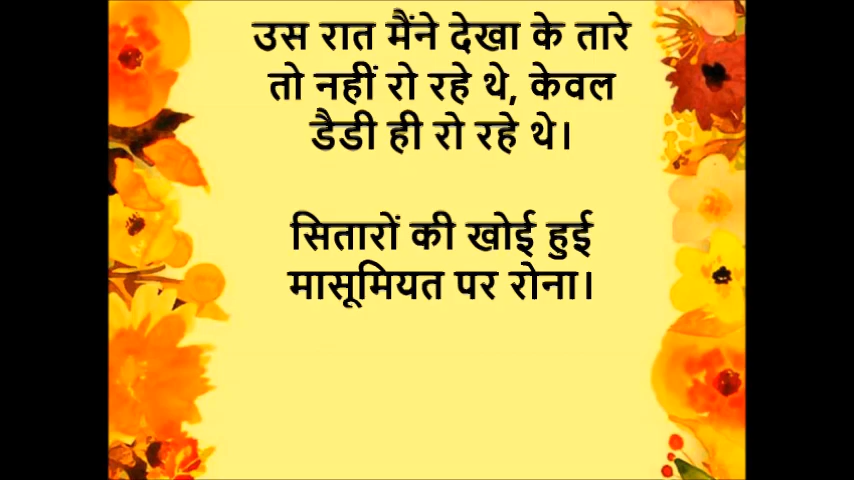 उस रात मैंने देखा के तारे
तो नहीं रो रहे थे, केवल
डैडी ही रो रहे थे।
सितारों की खोई हुई
मासूमियत पर रोना।